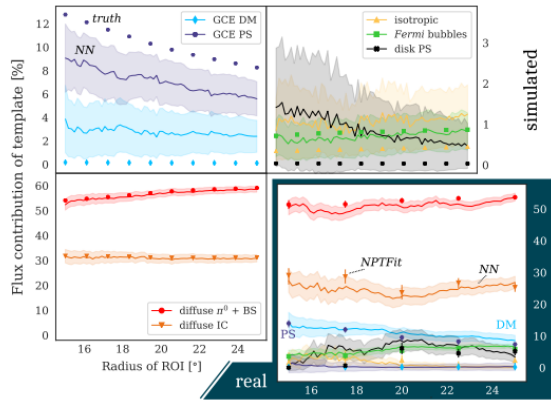 truth
GCE DM
GCE PS
NN
12
10
8
6
4
2
0
isotropic
Fermi bubbles
disk PS
3
2
1
0
simulated
Flux contribution of template [%]
60
50
40
30
20
10
0
diffuse π⁰ + BS
diffuse IC
16 18 20 22 24
Radius of ROI [°]
50
40
30
20
10
0
NPTFit
NN
PS
DM
16 18 20 22 24
real